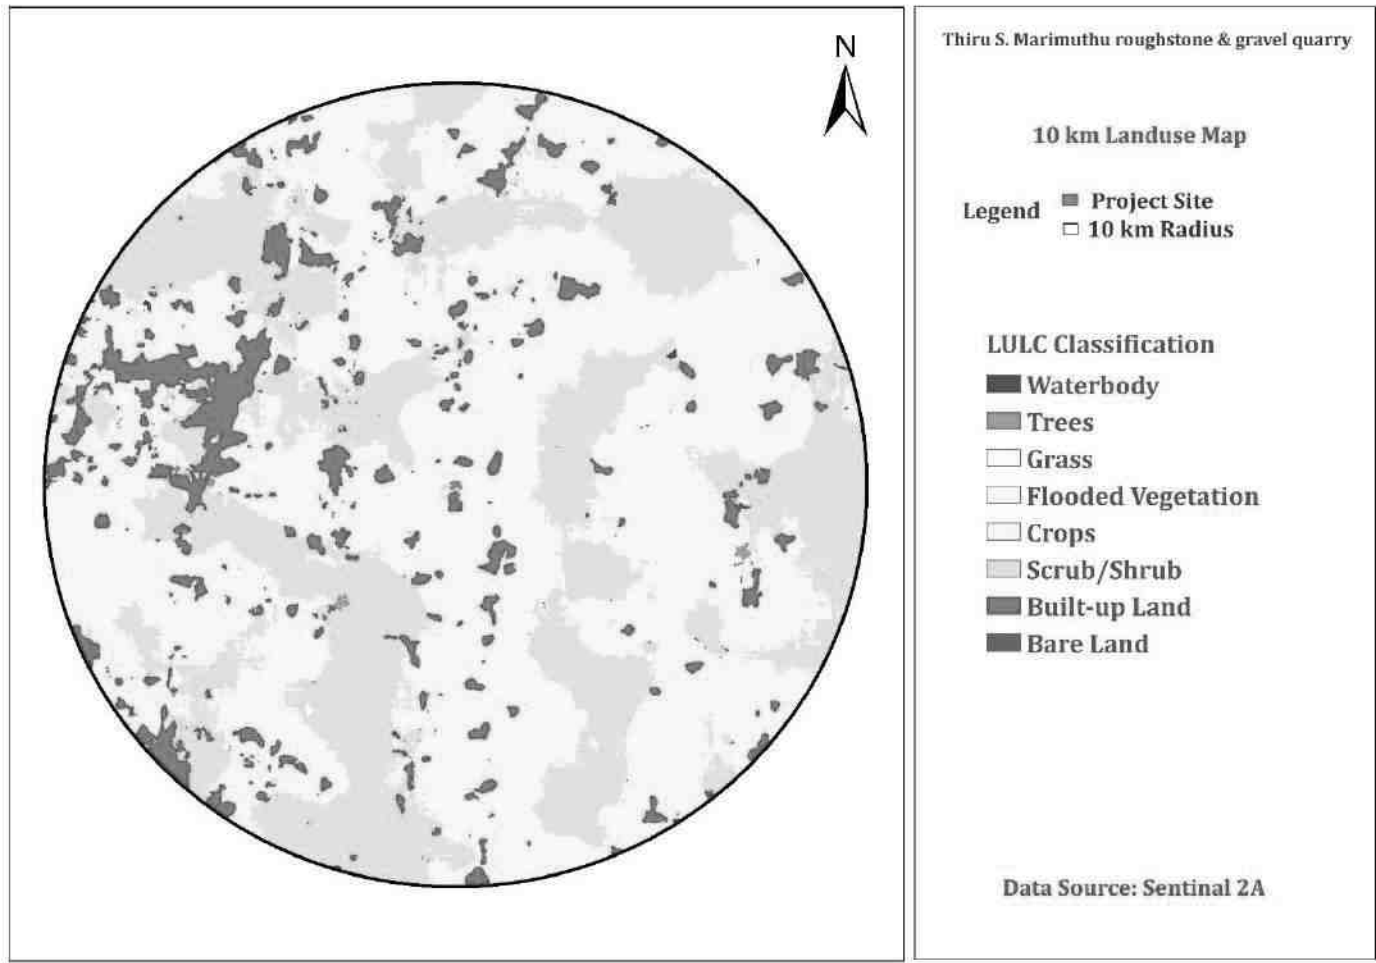 N
Thiru S. Marimuthu roughstone & gravel quarry
10 km Landuse Map
Legend
Project Site
10 km Radius
LULC Classification
Waterbody
Trees
Grass
Flooded Vegetation
Crops
Scrub/Shrub
Built-up Land
Bare Land
Data Source: Sentinal 2A